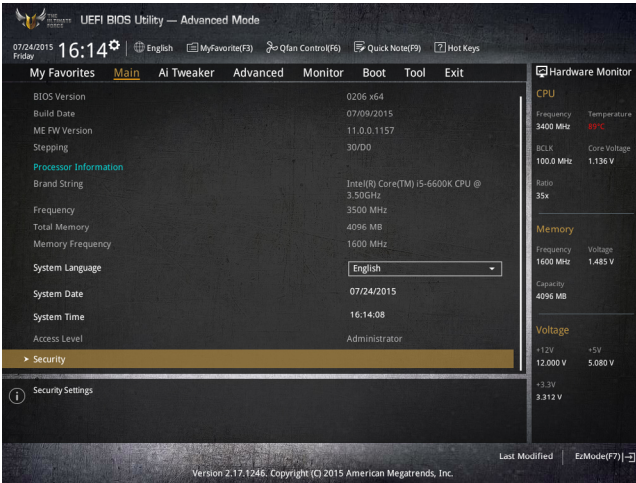 THE ULTIMATE FORCE UEFI BIOS Utility — Advanced Mode
07/24/2015 Friday 16:14 English MyFavorite(F3) Qfan Control(F6) Quick Note(F9) ? Hot Keys
My Favorites Main Ai Tweaker Advanced Monitor Boot Tool Exit
BIOS Version 0206 x64
Build Date 07/09/2015
ME FW Version 11.0.0.1157
Stepping 30/D0
Processor Information
Brand String Intel(R) Core(TM) i5-6600K CPU @
3.50GHz
Frequency 3500 MHz
Total Memory 4096 MB
Memory Frequency 1600 MHz
System Language English
System Date 07/24/2015
System Time 16:14:08
Access Level Administrator
> Security
i Security Settings
Hardware Monitor
CPU
Frequency Temperature
3400 MHz 89°C
BCLK Core Voltage
100.0 MHz 1.136 V
Ratio
35x
Memory
Frequency Voltage
1600 MHz 1.485 V
Capacity
4096 MB
Voltage
+12V +5V
12.000 V 5.080 V
+3.3V
3.312 V
Last Modified EzMode(F7)
Version 2.17.1246. Copyright (C) 2015 American Megatrends, Inc.